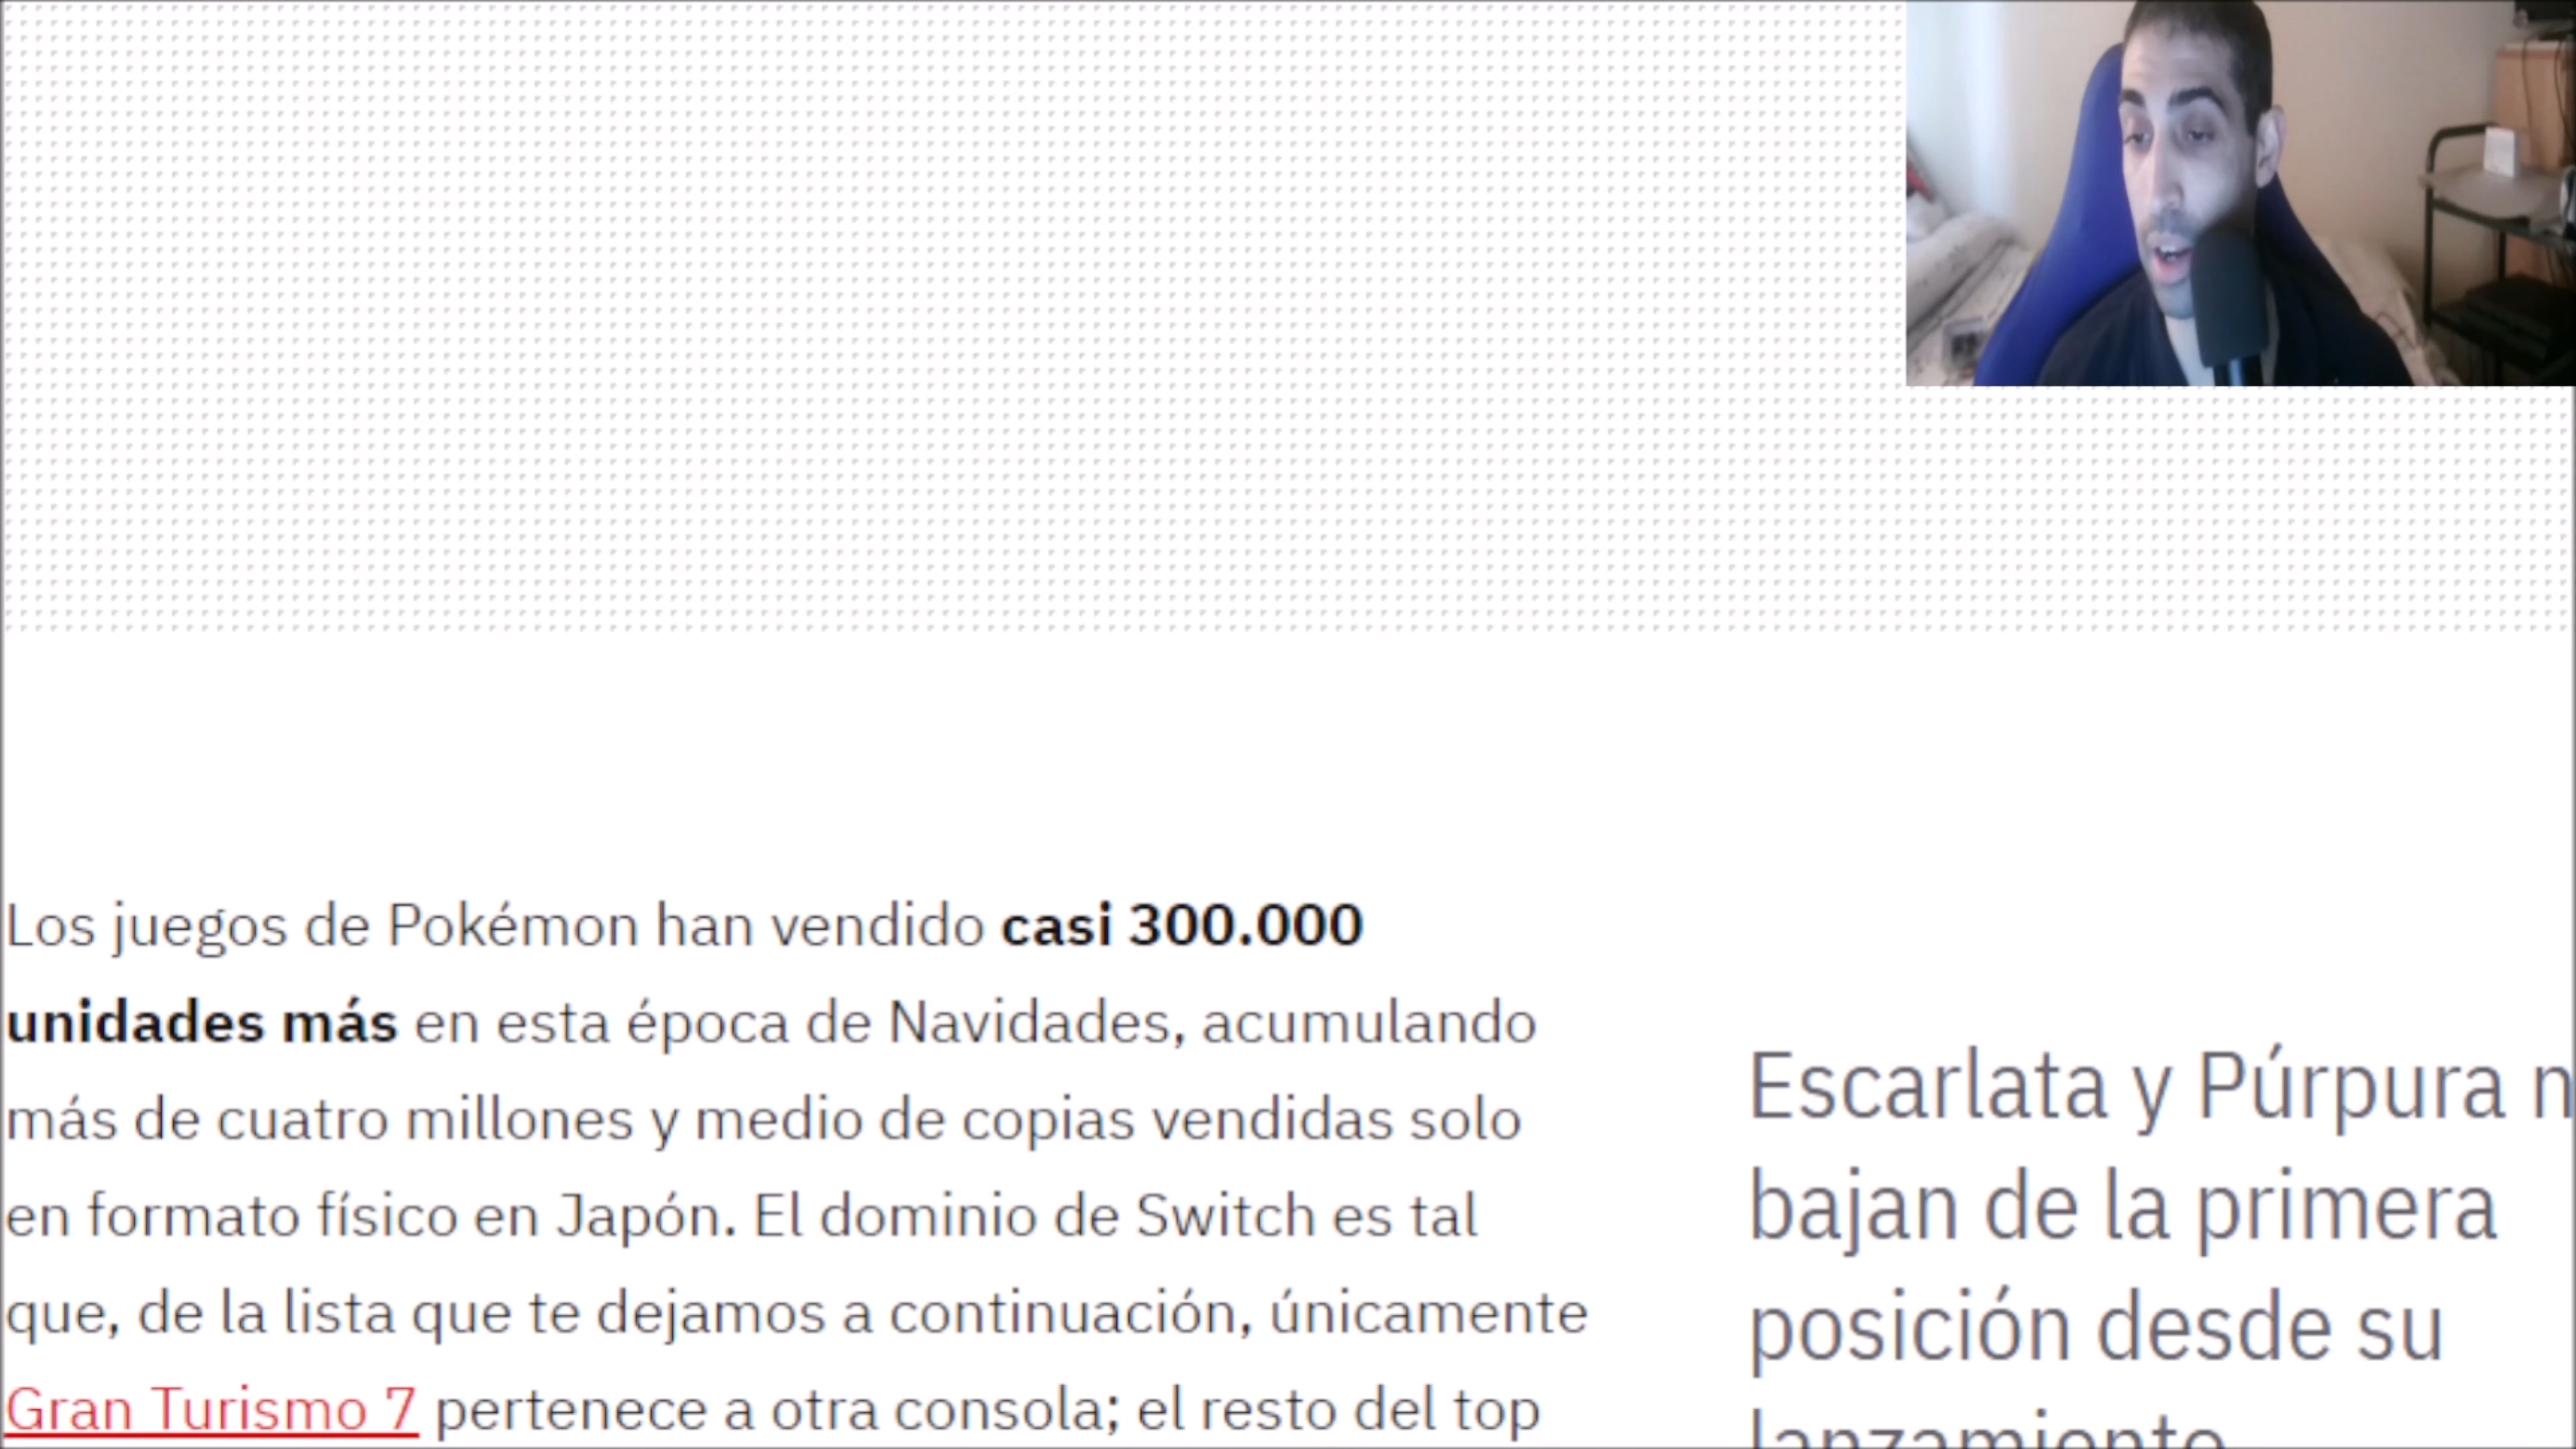 Los juegos de Pokémon han vendido casi 300.000
unidades más en esta época de Navidades, acumulando
más de cuatro millones y medio de copias vendidas solo
en formato físico en Japón. El dominio de Switch es tal
que, de la lista que te dejamos a continuación, únicamente
Gran Turismo 7 pertenece a otra consola; el resto del top
Escarlata y Púrpura
bajan de la primera
posición desde su
lanzamiento